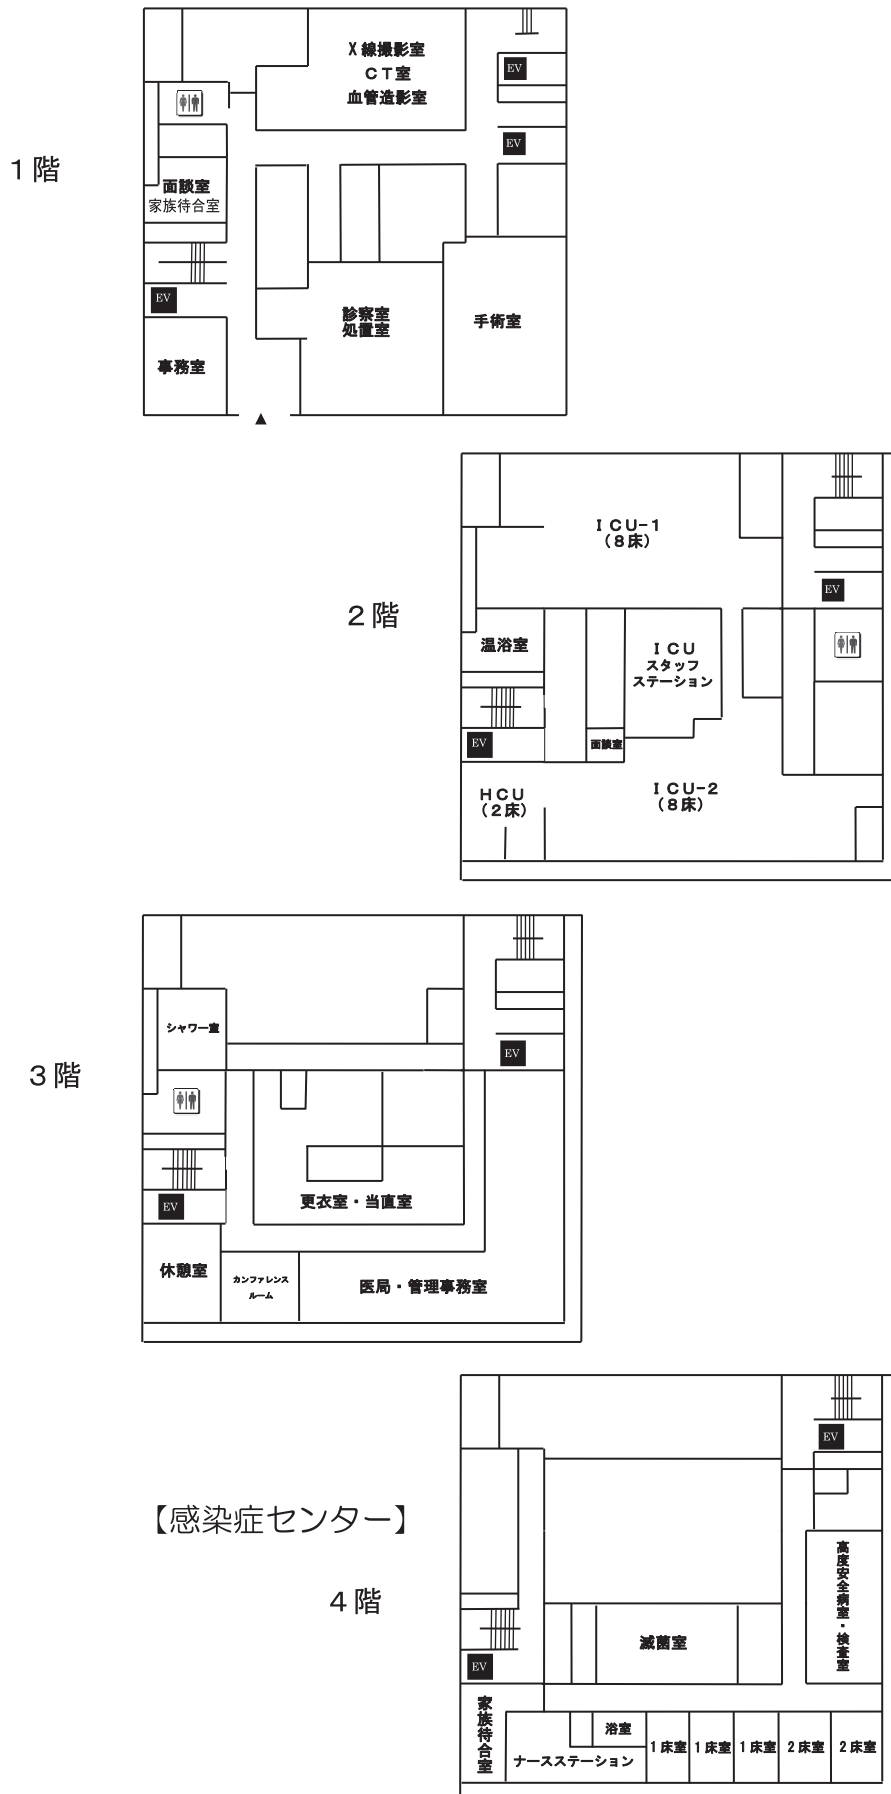 1階
X線撮影室
CT室
血管造影室
EV
EV
面談室
家族待合室
EV
診察室
処置室
手術室
事務室
▲
2階
ICU-1
(8床)
EV
温浴室
ICU
スタッフ
ステーション
EV
面談室
HCU
(2床)
ICU-2
(8床)
3階
シャワー室
EV
EV
更衣室・当直室
休憩室
カンファレンス
ルーム
医局・管理事務室
【感染症センター】
4階
EV
高度安全病室・検査室
滅菌室
EV
家族待合室
浴室
ナースステーション
1床室
1床室
1床室
2床室
2床室